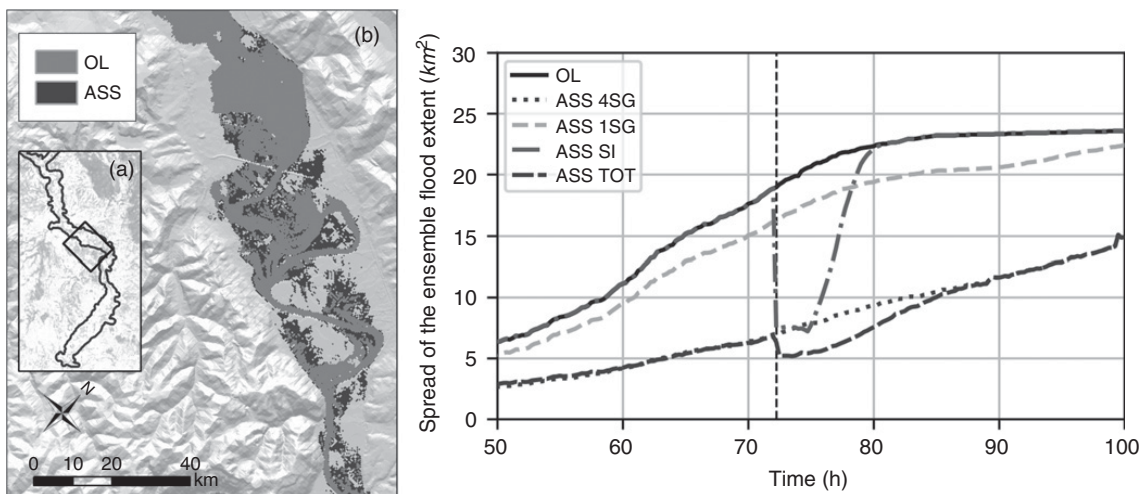 (b)
OL
ASS
(a)
N
0 10 20 40
km
Spread of the ensemble flood extent (km²)
30
25
20
15
10
5
0
OL
ASS 4SG
ASS 1SG
ASS SI
ASS TOT
50 60 70 80 90 100
Time (h)